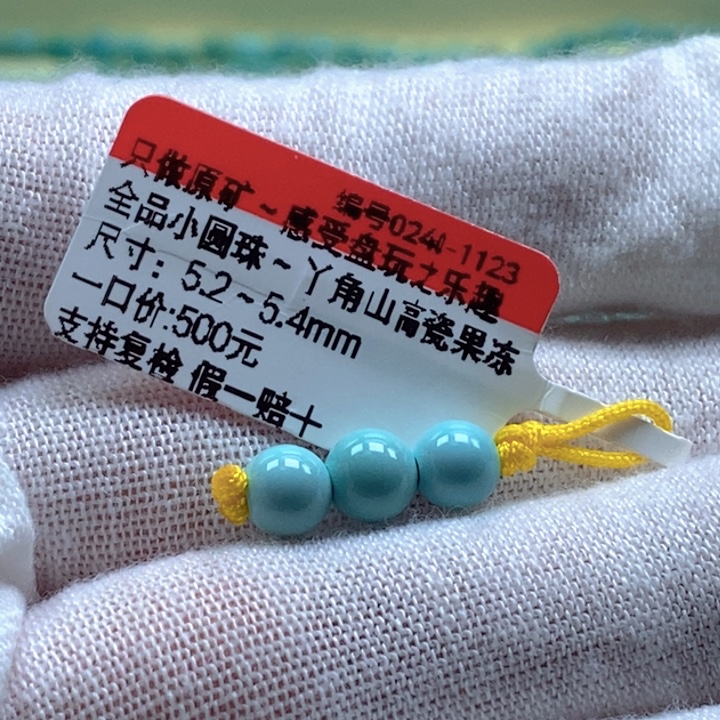 编号0240-1123
只做原矿~感受盘玩之乐趣
全品小圆珠~丫角山高瓷果冻
尺寸: 5.2~5.4mm
一口价:500元
支持复检 假一赔十